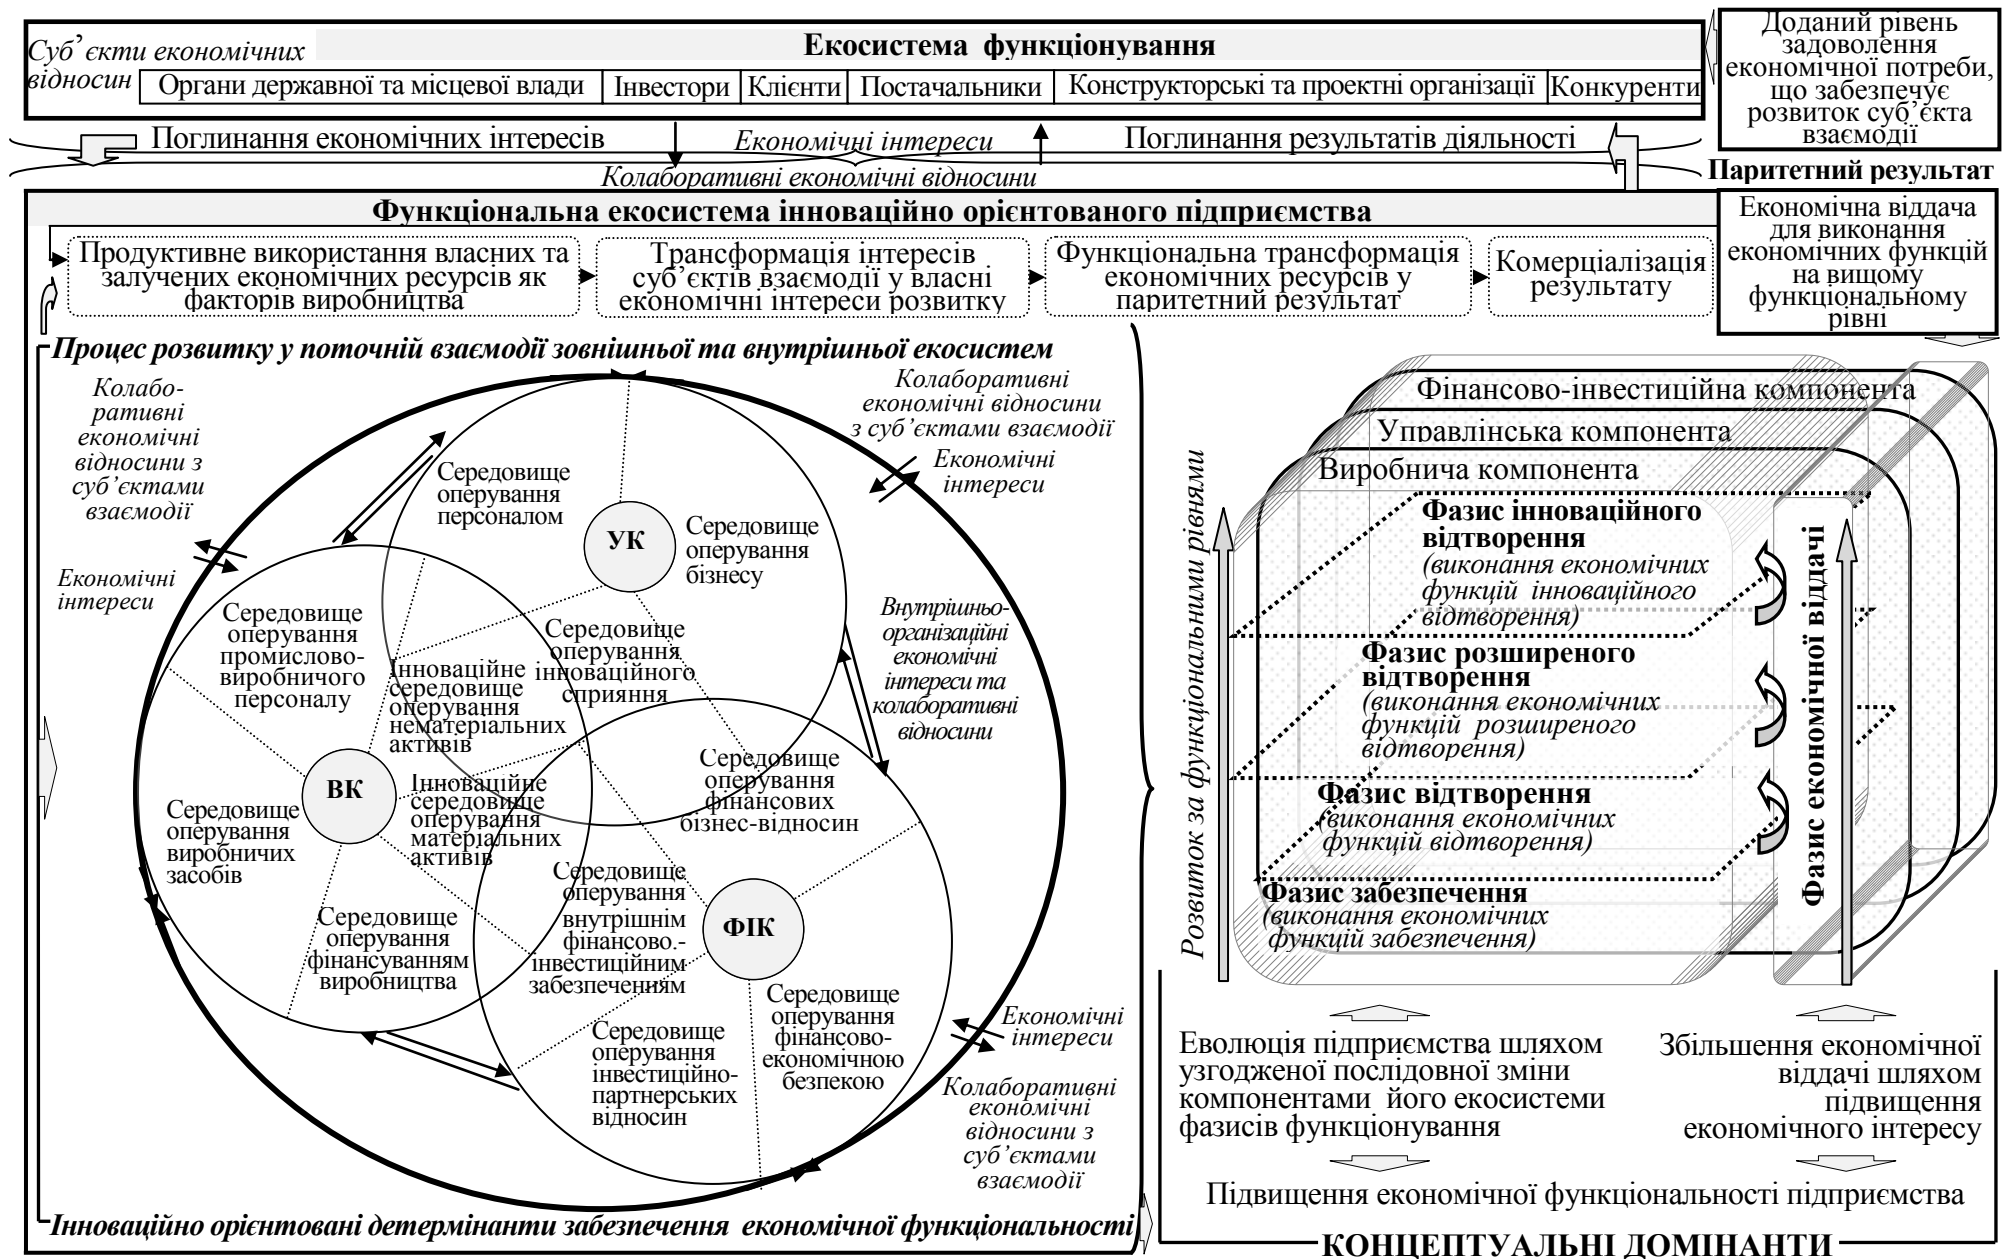 Суб’єкти економічних
відносин
Екосистема функціонування
Органи державної та місцевої влади
Інвестори
Клієнти
Постачальники
Конструкторські та проектні організації
Конкуренти
Доданий рівень
задоволення
економічної потреби,
що забезпечує
розвиток суб’єкта
взаємодії
Поглинання економічних інтересів
Економічні інтереси
Поглинання результатів діяльності
Колаборативні економічні відносини
Паритетний результат
Функціональна екосистема інноваційно орієнтованого підприємства
Продуктивне використання власних та
залучених економічних ресурсів як
факторів виробництва
Трансформація інтересів
суб’єктів взаємодії у власні
економічні інтереси розвитку
Функціональна трансформація
економічних ресурсів у
паритетний результат
Комерціалізація
результату
Економічна віддача
для виконання
економічних функцій
на вищому
функціональному
рівні
Процес розвитку у поточній взаємодії зовнішньої та внутрішньої екосистем
Колабо-
ративні
економічні
відносини з
суб’єктами
взаємодії
Економічні
інтереси
Колаборативні
економічні відносини
з суб’єктами взаємодії
Економічні
інтереси
Середовище
оперування
персоналом
УК
Середовище
оперування
бізнесу
Середовище
оперування
промислово-
виробничого
персоналу
Інноваційне
середовище
оперування
нематеріальних
активів
Середовище
оперування
інноваційного
сприяння
Внутрішньо-
організаційні
економічні
інтереси та
колаборативні
відносини
ВК
Інноваційне
середовище
оперування
матеріальних
активів
Середовище
оперування
фінансових
бізнес-відносин
Середовище
оперування
виробничих
засобів
Середовище
оперування
фінансуванням
виробництва
Середовище
оперування
внутрішнім
фінансово.-
інвестиційним
забезпеченням
ФІК
Середовище
оперування
інвестиційно-
партнерських
відносин
Середовище
оперування
фінансово-
економічною
безпекою
Економічні
інтереси
Колаборативні
економічні
відносини з
суб’єктами
взаємодії
Інноваційно орієнтовані детермінанти забезпечення економічної функціональності
Розвиток за функціональними рівнями
Фінансово-інвестиційна компонента
Управлінська компонента
Виробнича компонента
Фазис інноваційного
відтворення
(виконання економічних
функцій інноваційного
відтворення)
Фазис розширеного
відтворення
(виконання економічних
функцій розширеного
відтворення)
Фазис відтворення
(виконання економічних
функцій відтворення)
Фазис забезпечення
(виконання економічних
функцій забезпечення)
Фазис економічної віддачі
Еволюція підприємства шляхом
узгодженої послідовної зміни
компонентами його екосистеми
фазисів функціонування
Збільшення економічної
віддачі шляхом
підвищення
економічного інтересу
Підвищення економічної функціональності підприємства
КОНЦЕПТУАЛЬНІ ДОМІНАНТИ